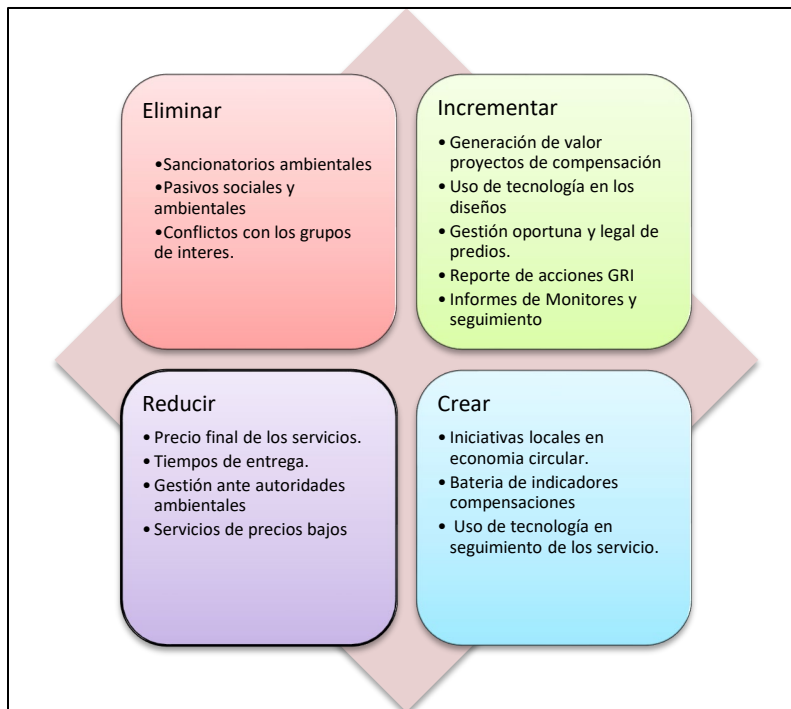 Eliminar
•Sancionatorios ambientales
•Pasivos sociales y
ambientales
•Conflictos con los grupos
de interes.
Incrementar
• Generación de valor
proyectos de compensación
• Uso de tecnología en los
diseños
• Gestión oportuna y legal de
predios.
• Reporte de acciones GRI
• Informes de Monitores y
seguimiento
Reducir
• Precio final de los servicios.
• Tiempos de entrega.
• Gestión ante autoridades
ambientales
• Servicios de precios bajos
Crear
• Iniciativas locales en
economia circular.
• Bateria de indicadores
compensaciones
• Uso de tecnología en
seguimiento de los servicio.